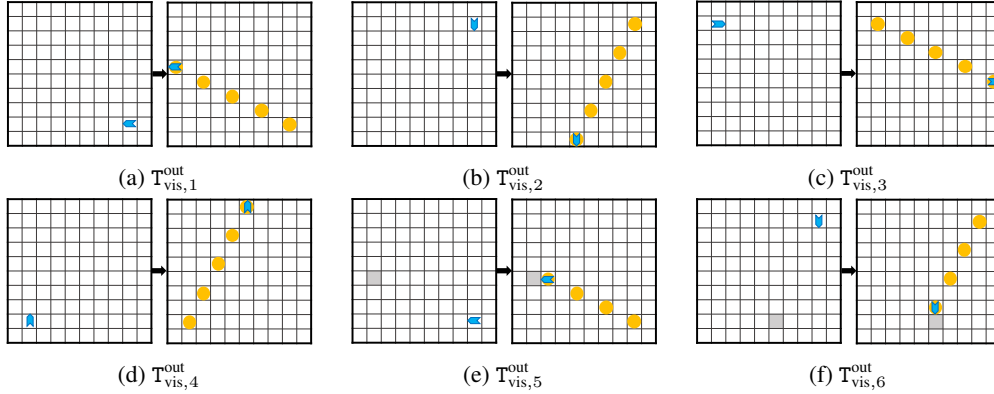 (a) T^out_vis,1
(b) T^out_vis,2
(c) T^out_vis,3
(d) T^out_vis,4
(e) T^out_vis,5
(f) T^out_vis,6